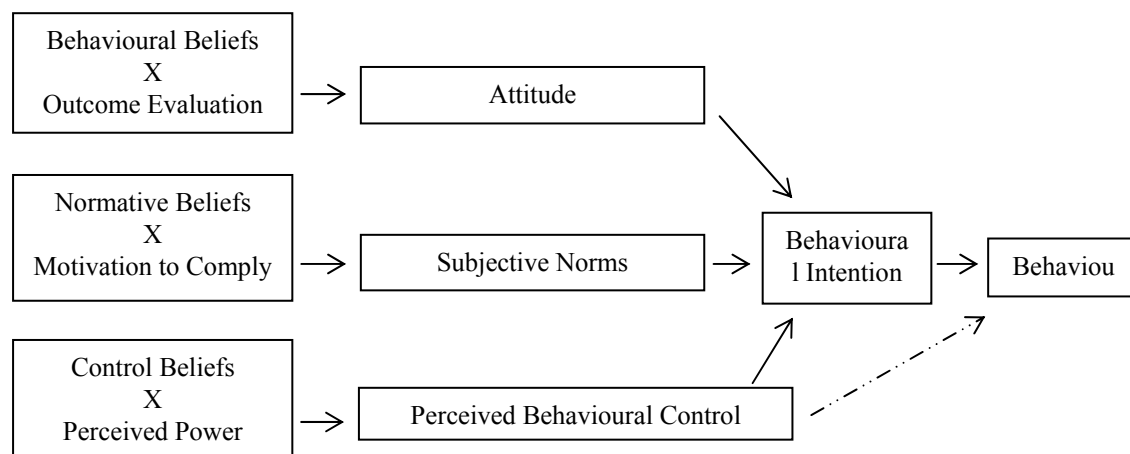 Behavioural Beliefs
X
Outcome Evaluation
Attitude
Normative Beliefs
X
Motivation to Comply
Subjective Norms
Behavioura
l Intention
Behaviou
Control Beliefs
X
Perceived Power
Perceived Behavioural Control